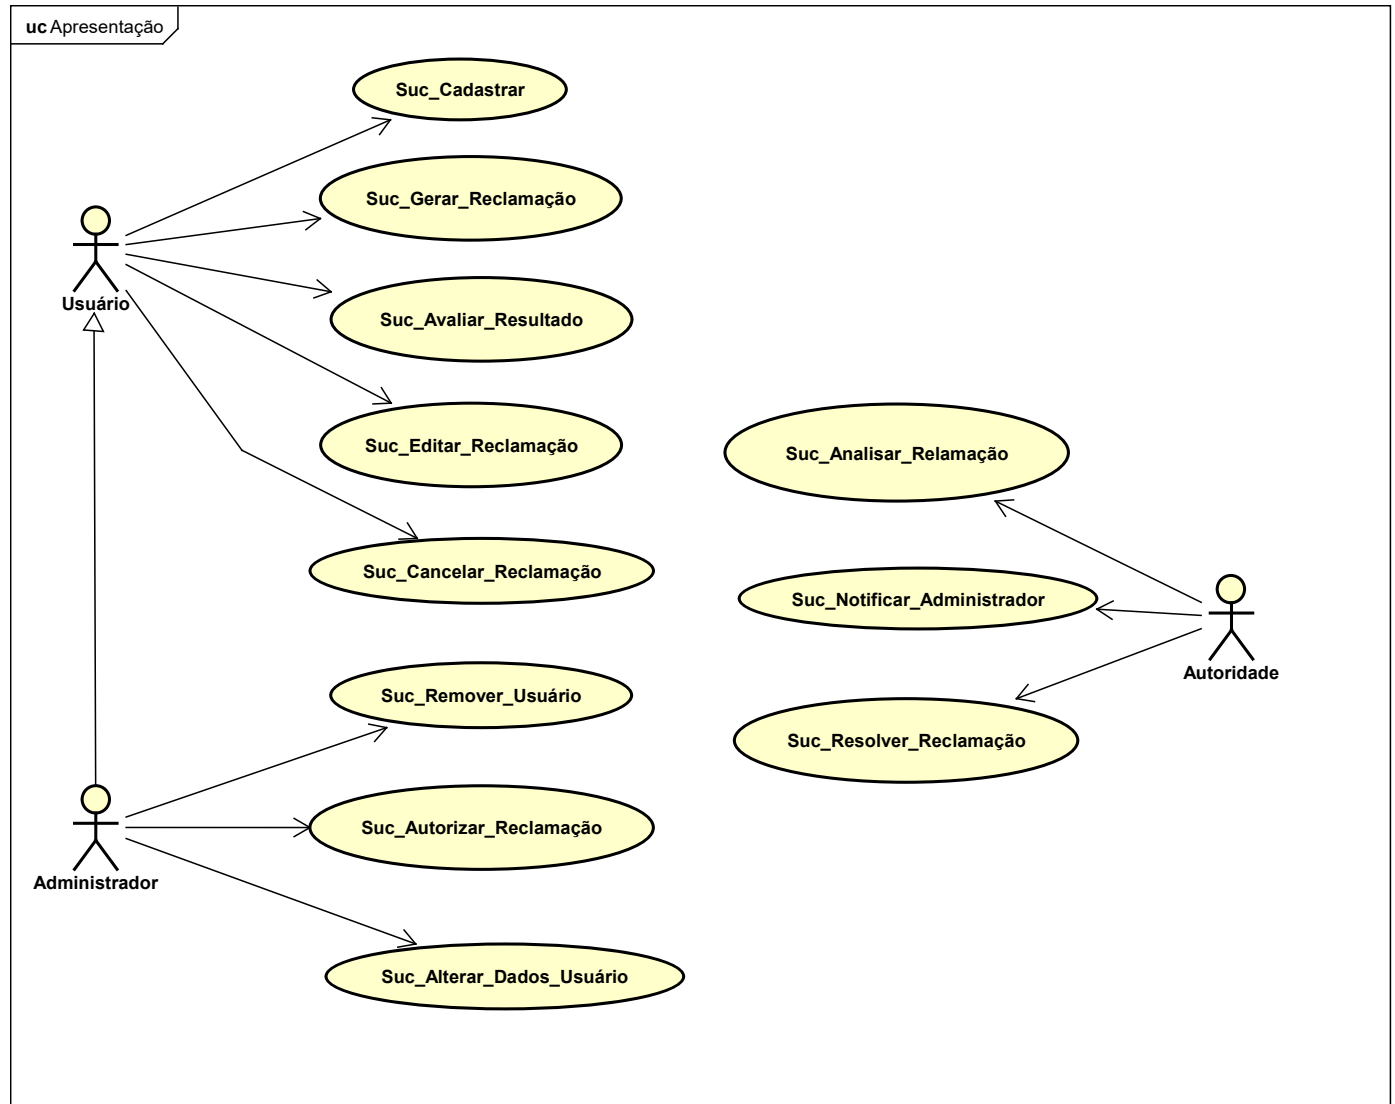 uc Apresentação
Suc_Cadastrar
Suc_Gerar_Reclamação
Usuário
Suc_Avaliar_Resultado
Suc_Editar_Reclamação
Suc_Analisar_Relamação
Suc_Cancelar_Reclamação
Suc_Notificar_Administrador
Autoridade
Suc_Remover_Usuário
Suc_Resolver_Reclamação
Suc_Autorizar_Reclamação
Administrador
Suc_Alterar_Dados_Usuário